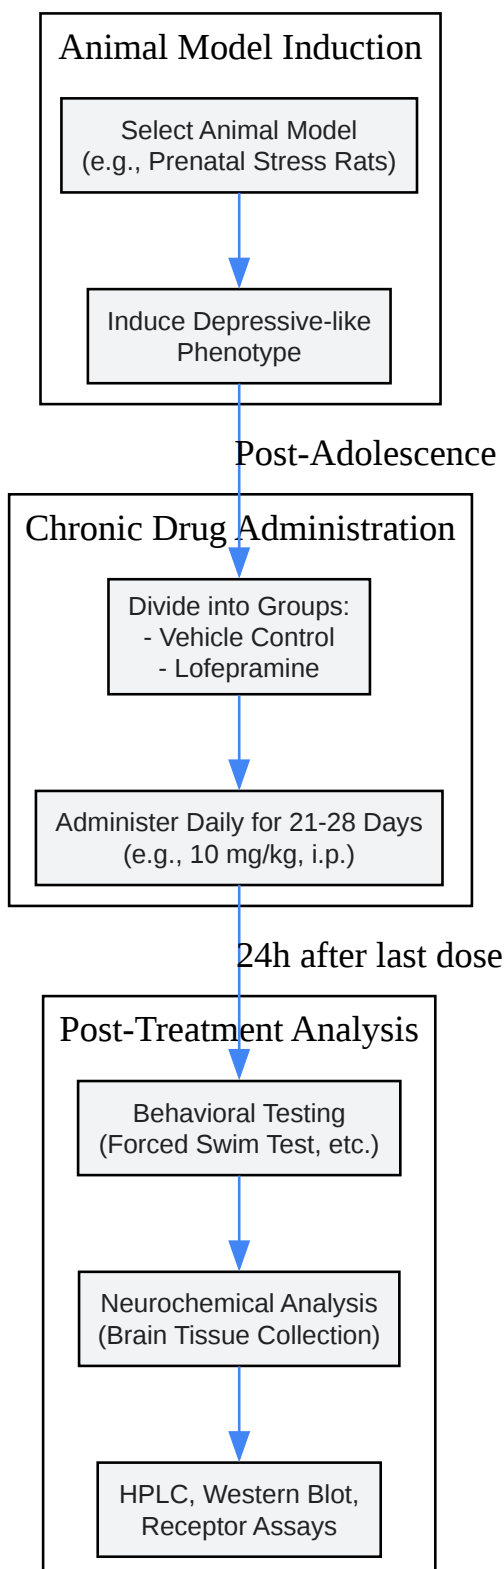 Animal Model Induction
Select Animal Model
(e.g., Prenatal Stress Rats)
Induce Depressive-like
Phenotype
Post-Adolescence
Chronic Drug Administration
Divide into Groups:
- Vehicle Control
- Lofepramine
Administer Daily for 21-28 Days
(e.g., 10 mg/kg, i.p.)
24h after last dose
Post-Treatment Analysis
Behavioral Testing
(Forced Swim Test, etc.)
Neurochemical Analysis
(Brain Tissue Collection)
HPLC, Western Blot,
Receptor Assays